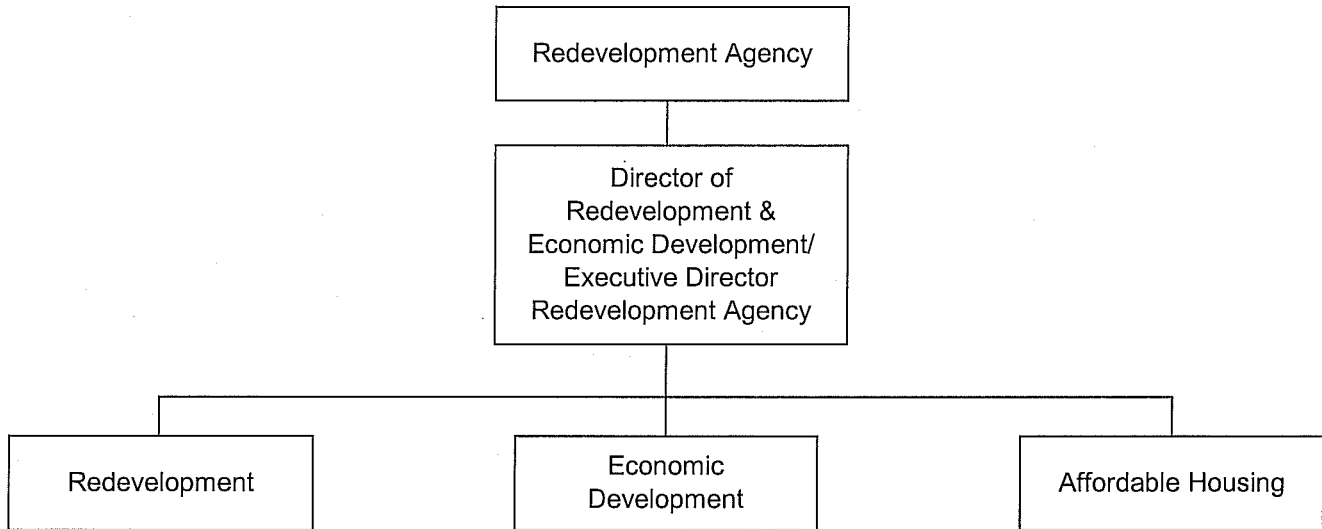 Redevelopment Agency
Director of
Redevelopment &
Economic Development/
Executive Director
Redevelopment Agency
Redevelopment
Economic
Development
Affordable Housing